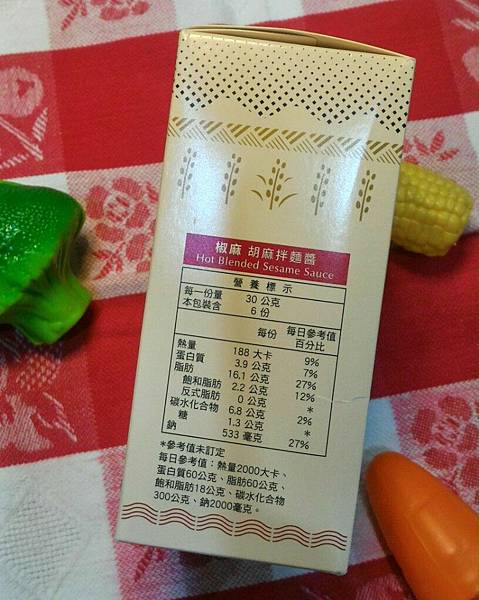 椒麻 胡麻拌麵醬
Hot Blended Sesame Sauce
營養標示
每一份量 30 公克
本包裝含 6 份
每份 每日參考值百分比
熱量 188 大卡 9%
蛋白質 3.9 公克 7%
脂肪 16.1 公克 27%
飽和脂肪 2.2 公克 12%
反式脂肪 0 公克 *
碳水化合物 6.8 公克 2%
糖 1.3 公克 *
鈉 533 毫克 27%
*參考值未訂定
每日參考值：熱量2000大卡、
蛋白質60公克、脂肪60公克、
飽和脂肪18公克、碳水化合物
300公克、鈉2000毫克。